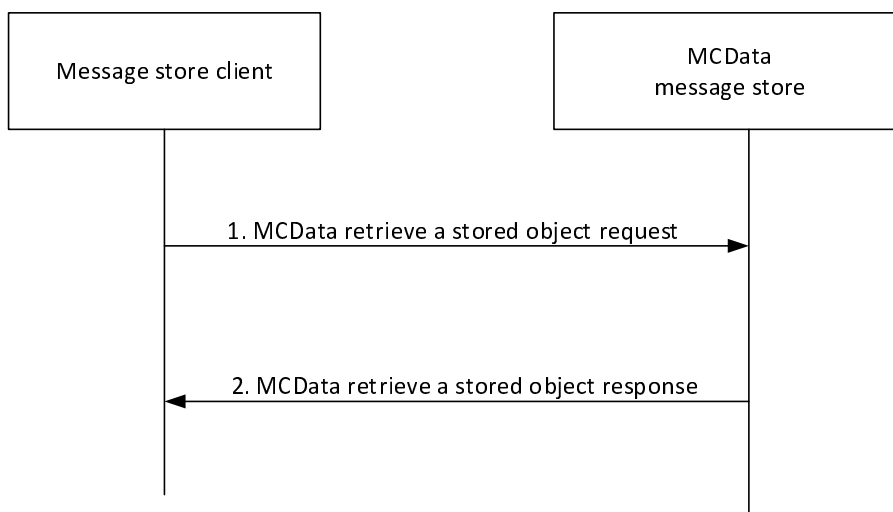 Message store client
MCData
message store
1. MCData retrieve a stored object request
2. MCData retrieve a stored object response